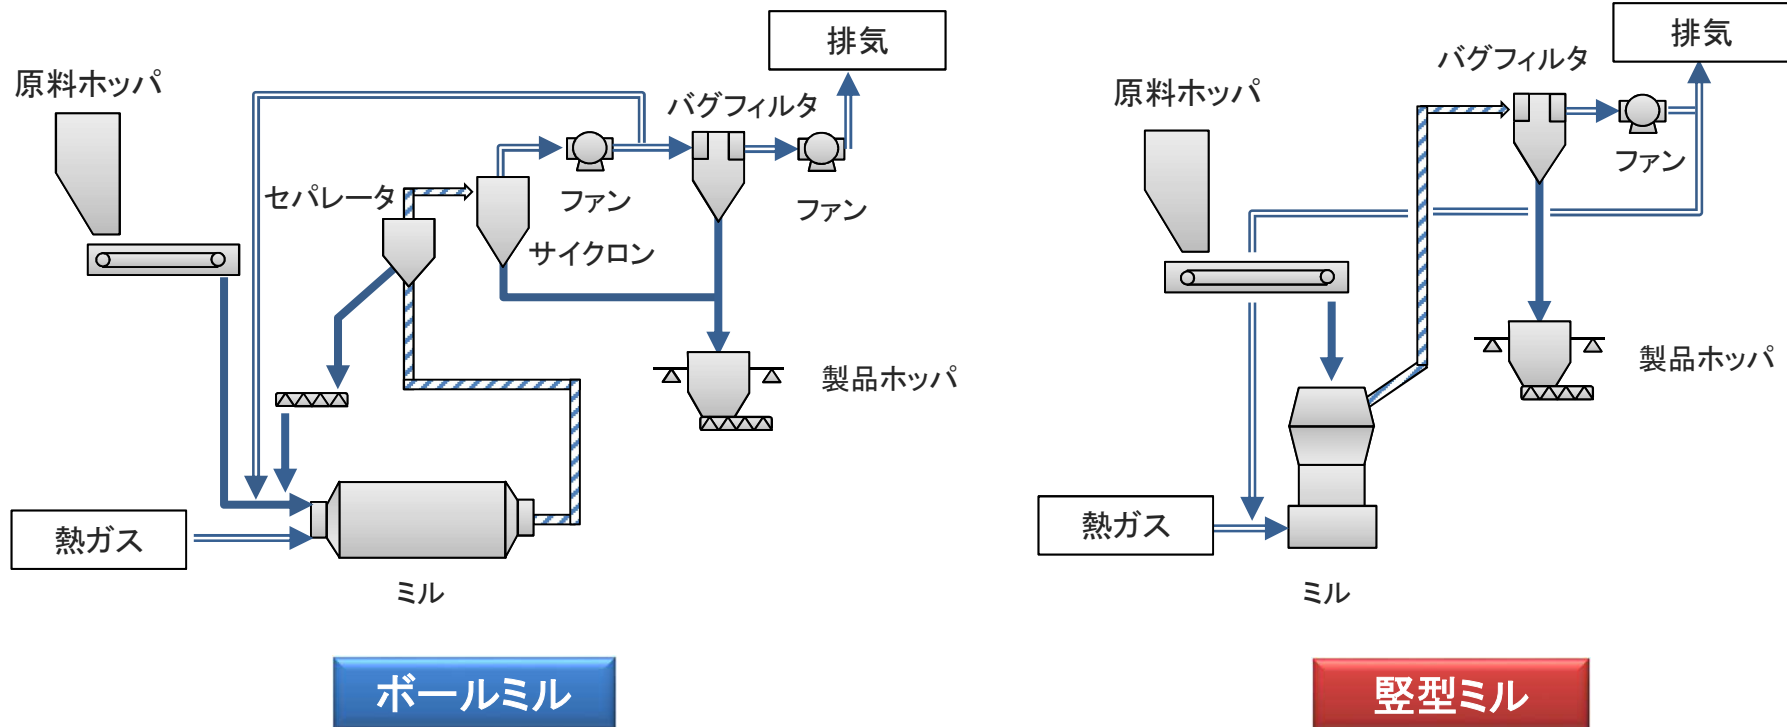 排気
原料ホッパ
バグフィルタ
セパレータ
ファン
ファン
サイクロン
製品ホッパ
熱ガス
ミル
ボールミル
排気
バグフィルタ
原料ホッパ
ファン
製品ホッパ
熱ガス
ミル
竪型ミル